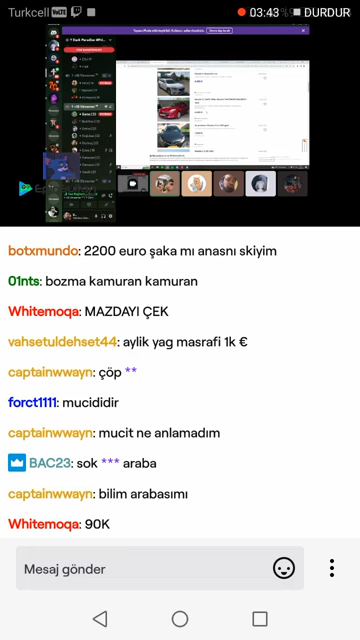 Turkcell VoLTE 03:43 DURDUR
botxmundo: 2200 euro şaka mı anasnı skiyim
01nts: bozma kamuran kamuran
Whitemoqa: MAZDAYI ÇEK
vahsetuldehset44: aylik yag masrafi 1k €
captainwwayn: çöp **
forct1111: mucididir
captainwwayn: mucit ne anlamadım
BAC23: sok *** araba
captainwwayn: bilim arabasımı
Whitemoqa: 90K
Mesaj gönder